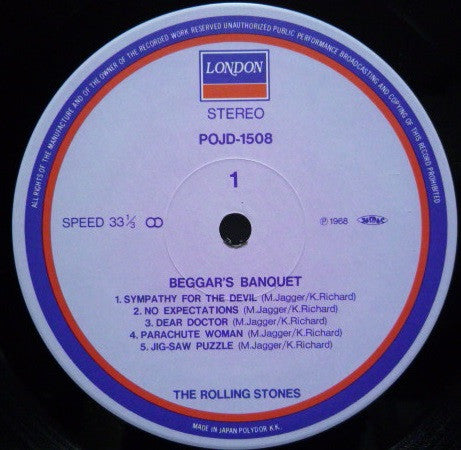 ALL RIGHTS OF THE MANUFACTURE AND OF THE OWNER OF THE RECORDED WORK RESERVED UNAUTHORIZED PUBLIC PERFORMANCE BROADCASTING AND COPYING OF THIS RECORD PROHIBITED
LONDON
STEREO
POJD-1508
1
SPEED 33⅓
℗1968
BEGGAR'S BANQUET
1. SYMPATHY FOR THE DEVIL (M.Jagger/K.Richard)
2. NO EXPECTATIONS (M.Jagger/K.Richard)
3. DEAR DOCTOR (M.Jagger/K.Richard)
4. PARACHUTE WOMAN (M.Jagger/K.Richard)
5. JIG-SAW PUZZLE (M.Jagger/K.Richard)
THE ROLLING STONES
MADE IN JAPAN POLYDOR K.K.